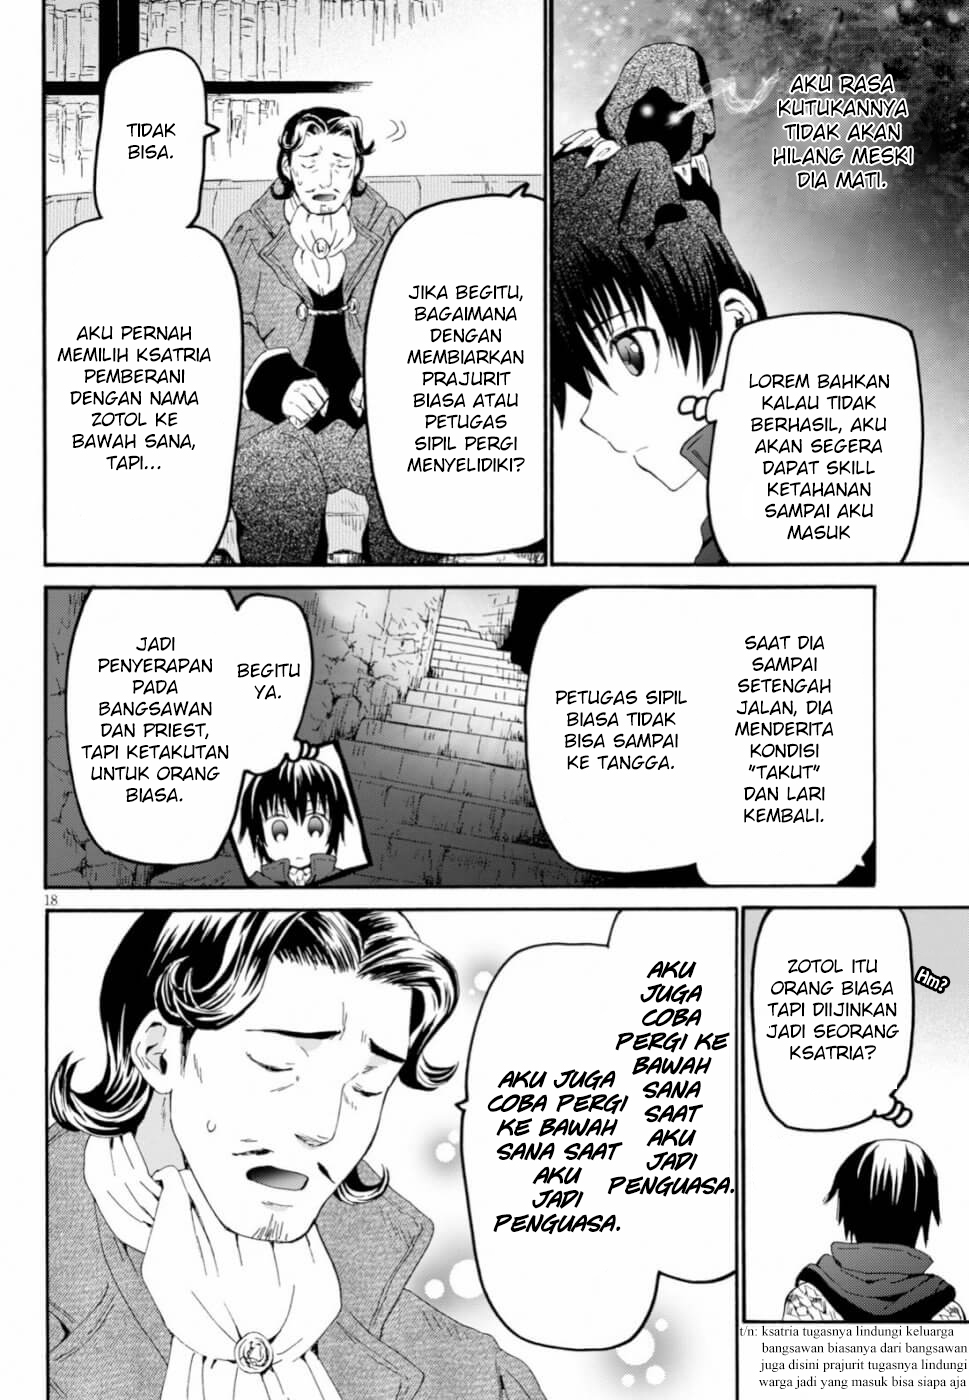 AKU RASA
KUTUKANNYA
TIDAK AKAN
HILANG MESKI
DIA MATI.
LOREM BAHKAN
KALAU TIDAK
BERHASIL, AKU
AKAN SEGERA
DAPAT SKILL
KETAHANAN
SAMPAI AKU
MASUK
JIKA BEGITU,
BAGAIMANA
DENGAN
MEMBIARKAN
PRAJURIT
BIASA ATAU
PETUGAS
SIPIL PERGI
MENYELIDIKI?
TIDAK
BISA.
AKU PERNAH
MEMILIH KSATRIA
PEMBERANI
DENGAN NAMA
ZOTOL KE
BAWAH SANA,
TAPI...
SAAT DIA
SAMPAI
SETENGAH
JALAN, DIA
MENDERITA
KONDISI
"TAKUT"
DAN LARI
KEMBALI.
PETUGAS SIPIL
BIASA TIDAK
BISA SAMPAI
KE TANGGA.
BEGITU
YA.
JADI
PENYERAPAN
PADA
BANGSAWAN
DAN PRIEST,
TAPI KETAKUTAN
UNTUK ORANG
BIASA.
18
Hm?
ZOTOL ITU
ORANG BIASA
TAPI DIIJINKAN
JADI SEORANG
KSATRIA?
t/n: ksatria tugasnya lindungi keluarga
bangsawan biasanya dari bangsawan
juga disini prajurit tugasnya lindungi
warga jadi yang masuk bisa siapa aja
AKU
JUGA
COBA
PERGI KE
BAWAH
SANA
SAAT
AKU
JADI
PENGUASA.
AKU JUGA
COBA PERGI
KE BAWAH
SANA SAAT
AKU
JADI
PENGUASA.